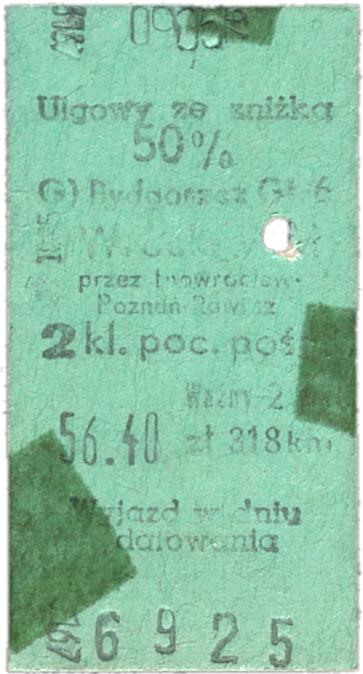 Ulgowy ze zniżką
50%
G) Bydgoszcz Gł. 6
przez Inowrocław-
Poznań-Rawicz
2 kl. poc. poś
Ważny 2
56.40 zł 318 km
Wyjazd w dniu
datowania
6925